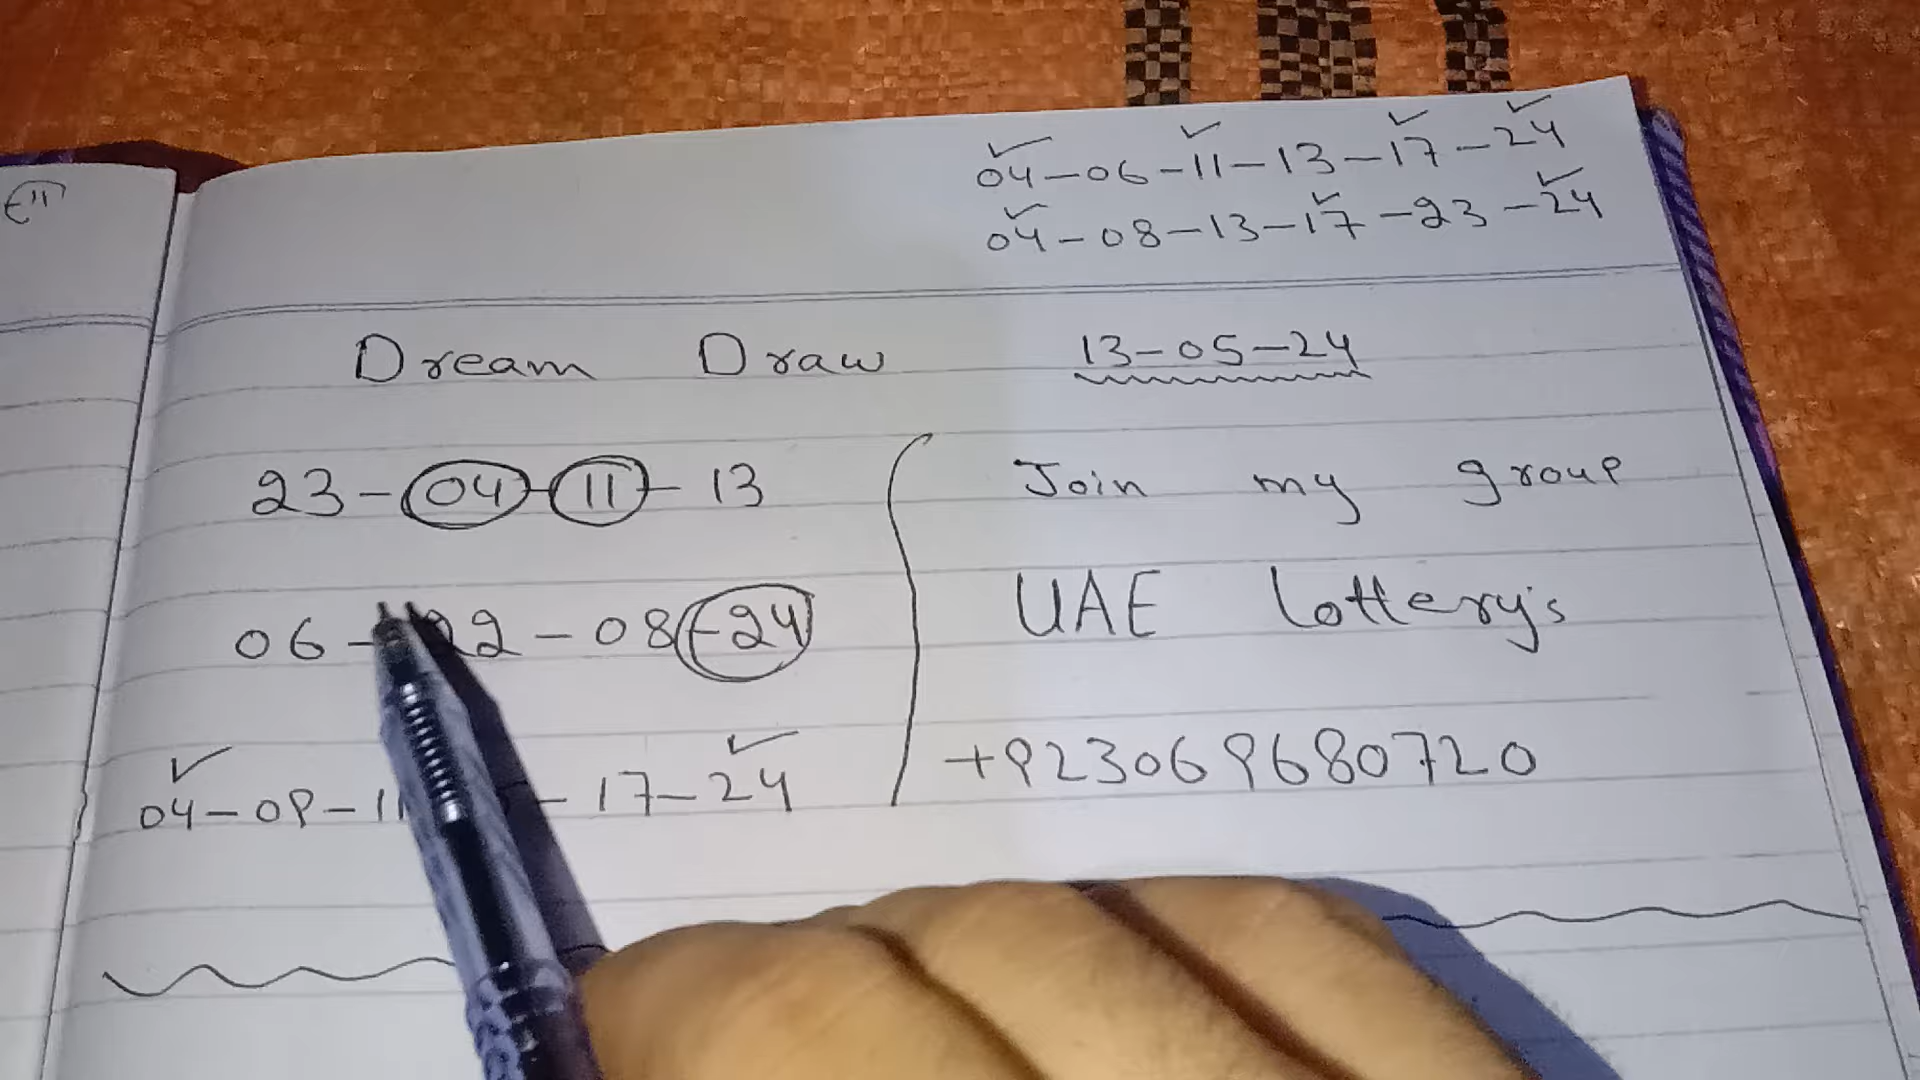 04-06-11-13-17-24
04-08-13-17-23-24
Dream Draw 13-05-24
23-04-11-13
06-22-08-24
04-09-11 - 17-24
Join my group
UAE Lottery's
+923069680720